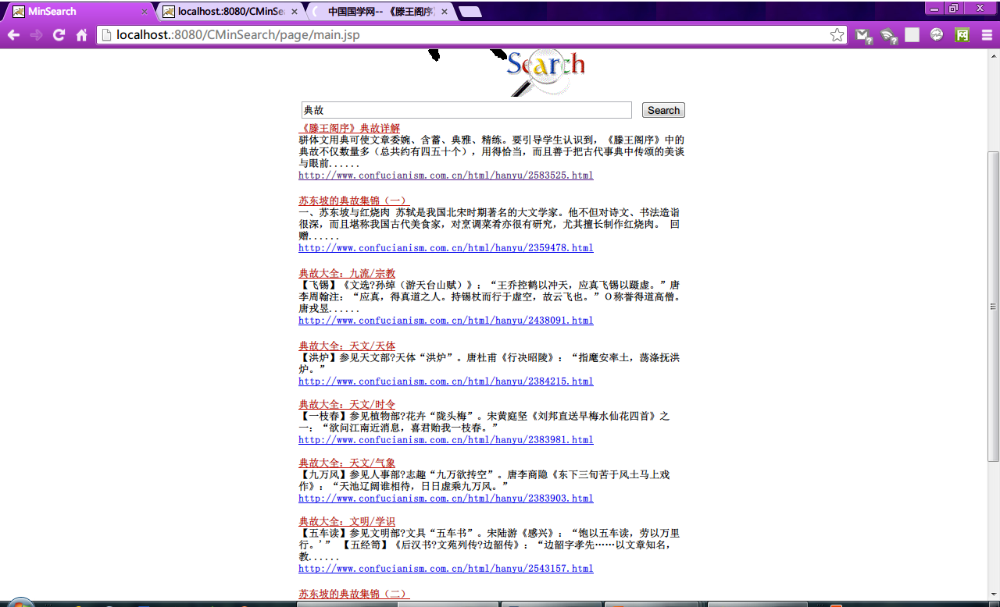 MinSearch
localhost:8080/CMinSea
中国国学网-- 《滕王阁序》
localhost.:8080/CMinSearch/page/main.jsp
Search
典故
Search
《滕王阁序》典故详解
骈体文用典可使文章委婉、含蓄、典雅、精练。要引导学生认识到，《滕王阁序》中的
典故不仅数量多（总共约有四五十个），用得恰当，而且善于把古代事典中传颂的美谈
与眼前......
http://www.confucianism.com.cn/html/hanyu/2583525.html
苏东坡的典故集锦（一）
一、苏东坡与红烧肉 苏轼是我国北宋时期著名的大文学家。他不但对诗文、书法造诣
很深，而且堪称我国古代美食家，对烹调菜肴亦很有研究，尤其擅长制作红烧肉。 回
赠......
http://www.confucianism.com.cn/html/hanyu/2359478.html
典故大全：九流/宗教
【飞锡】《文选?孙绰（游天台山赋）》：“王乔控鹤以冲天，应真飞锡以蹑虚。”唐
李周翰注：“应真，得真道之人。持锡杖而行于虚空，故云飞也。”Ｏ称誉得道高僧。
唐戎昱......
http://www.confucianism.com.cn/html/hanyu/2438091.html
典故大全：天文/天体
【洪炉】参见天文部?天体“洪炉”。唐杜甫《行决昭陵》：“指麾安率土，荡涤抚洪
炉。”
http://www.confucianism.com.cn/html/hanyu/2384215.html
典故大全：天文/时令
【一枝春】参见植物部?花卉“陇头梅”。宋黄庭坚《刘邦直送早梅水仙花四首》之
一：“欲问江南近消息，喜君贻我一枝春。”
http://www.confucianism.com.cn/html/hanyu/2383981.html
典故大全：天文/气象
【九万风】参见人事部?志趣“九万欲抟空”。唐李商隐《东下三旬苦于风土马上戏
作》：“天池辽阔谁相待，日日虚乘九万风。”
http://www.confucianism.com.cn/html/hanyu/2383903.html
典故大全：文明/学识
【五车读】参见文明部?文具“五车书”。宋陆游《感兴》：“饱以五车读，劳以万里
行。'” 【五经笥】《后汉书?文苑列传?边韶传》：“边韶字孝先……以文章知名，
教......
http://www.confucianism.com.cn/html/hanyu/2543157.html
苏东坡的典故集锦（二）